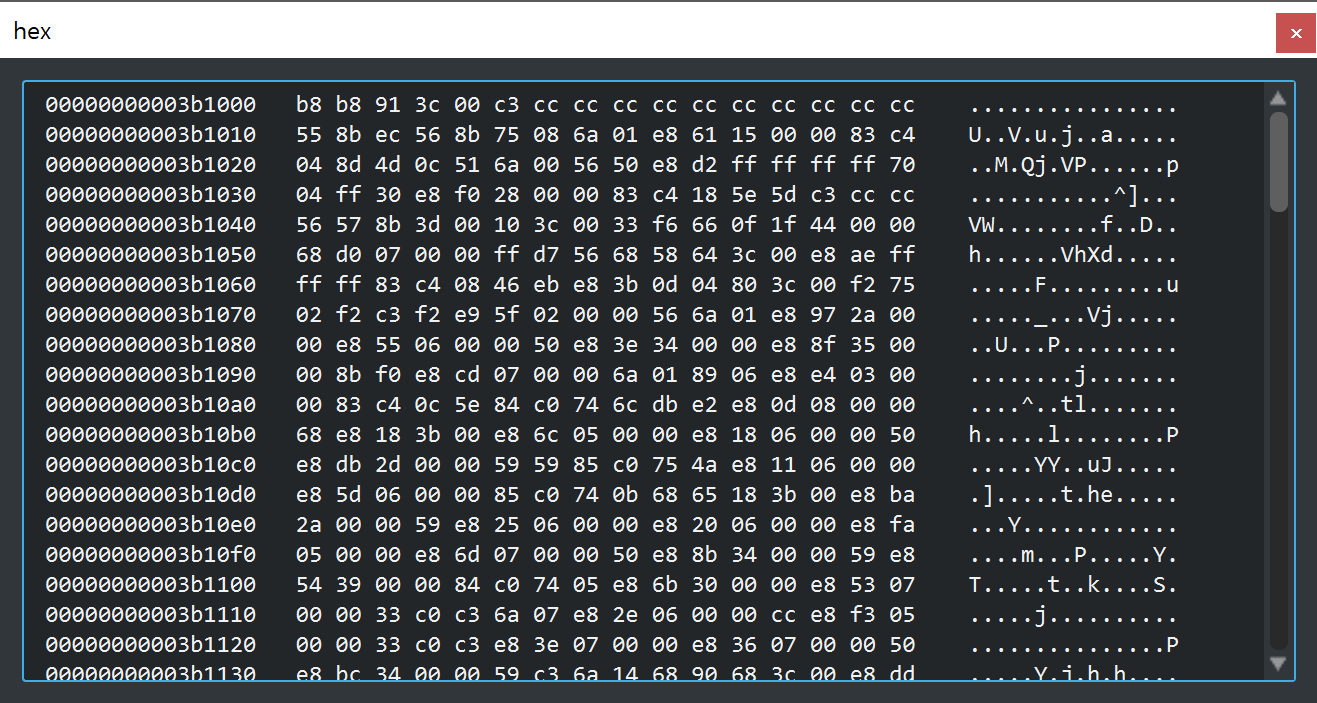 hex
00000000003b1000 b8 b8 91 3c 00 c3 cc cc cc cc cc cc cc cc cc cc ................
00000000003b1010 55 8b ec 56 8b 75 08 6a 01 e8 61 15 00 00 83 c4 U..V.u.j..a.....
00000000003b1020 04 8d 4d 0c 51 6a 00 56 50 e8 d2 ff ff ff ff 70 ..M.Qj.VP......p
00000000003b1030 04 ff 30 e8 f0 28 00 00 83 c4 18 5e 5d c3 cc cc ...........^]...
00000000003b1040 56 57 8b 3d 00 10 3c 00 33 f6 66 0f 1f 44 00 00 VW........f..D..
00000000003b1050 68 d0 07 00 00 ff d7 56 68 58 64 3c 00 e8 ae ff h......VhXd.....
00000000003b1060 ff ff 83 c4 08 46 eb e8 3b 0d 04 80 3c 00 f2 75 .....F.........u
00000000003b1070 02 f2 c3 f2 e9 5f 02 00 00 56 6a 01 e8 97 2a 00 ....._...Vj.....
00000000003b1080 00 e8 55 06 00 00 50 e8 3e 34 00 00 e8 8f 35 00 ..U...P.........
00000000003b1090 00 8b f0 e8 cd 07 00 00 6a 01 89 06 e8 e4 03 00 ........j.......
00000000003b10a0 00 83 c4 0c 5e 84 c0 74 6c db e2 e8 0d 08 00 00 ....^..tl.......
00000000003b10b0 68 e8 18 3b 00 e8 6c 05 00 00 e8 18 06 00 00 50 h.....l........P
00000000003b10c0 e8 db 2d 00 00 59 59 85 c0 75 4a e8 11 06 00 00 .....YY..uJ.....
00000000003b10d0 e8 5d 06 00 00 85 c0 74 0b 68 65 18 3b 00 e8 ba .].....t.he.....
00000000003b10e0 2a 00 00 59 e8 25 06 00 00 e8 20 06 00 00 e8 fa ...Y............
00000000003b10f0 05 00 00 e8 6d 07 00 00 50 e8 8b 34 00 00 59 e8 ....m...P.....Y.
00000000003b1100 54 39 00 00 84 c0 74 05 e8 6b 30 00 00 e8 53 07 T.....t..k....S.
00000000003b1110 00 00 33 c0 c3 6a 07 e8 2e 06 00 00 cc e8 f3 05 .....j..........
00000000003b1120 00 00 33 c0 c3 e8 3e 07 00 00 e8 36 07 00 00 50 ...............P
00000000003b1130 e8 bc 34 00 00 59 c3 6a 14 68 90 68 3c 00 e8 dd .....Y.j.h.h....